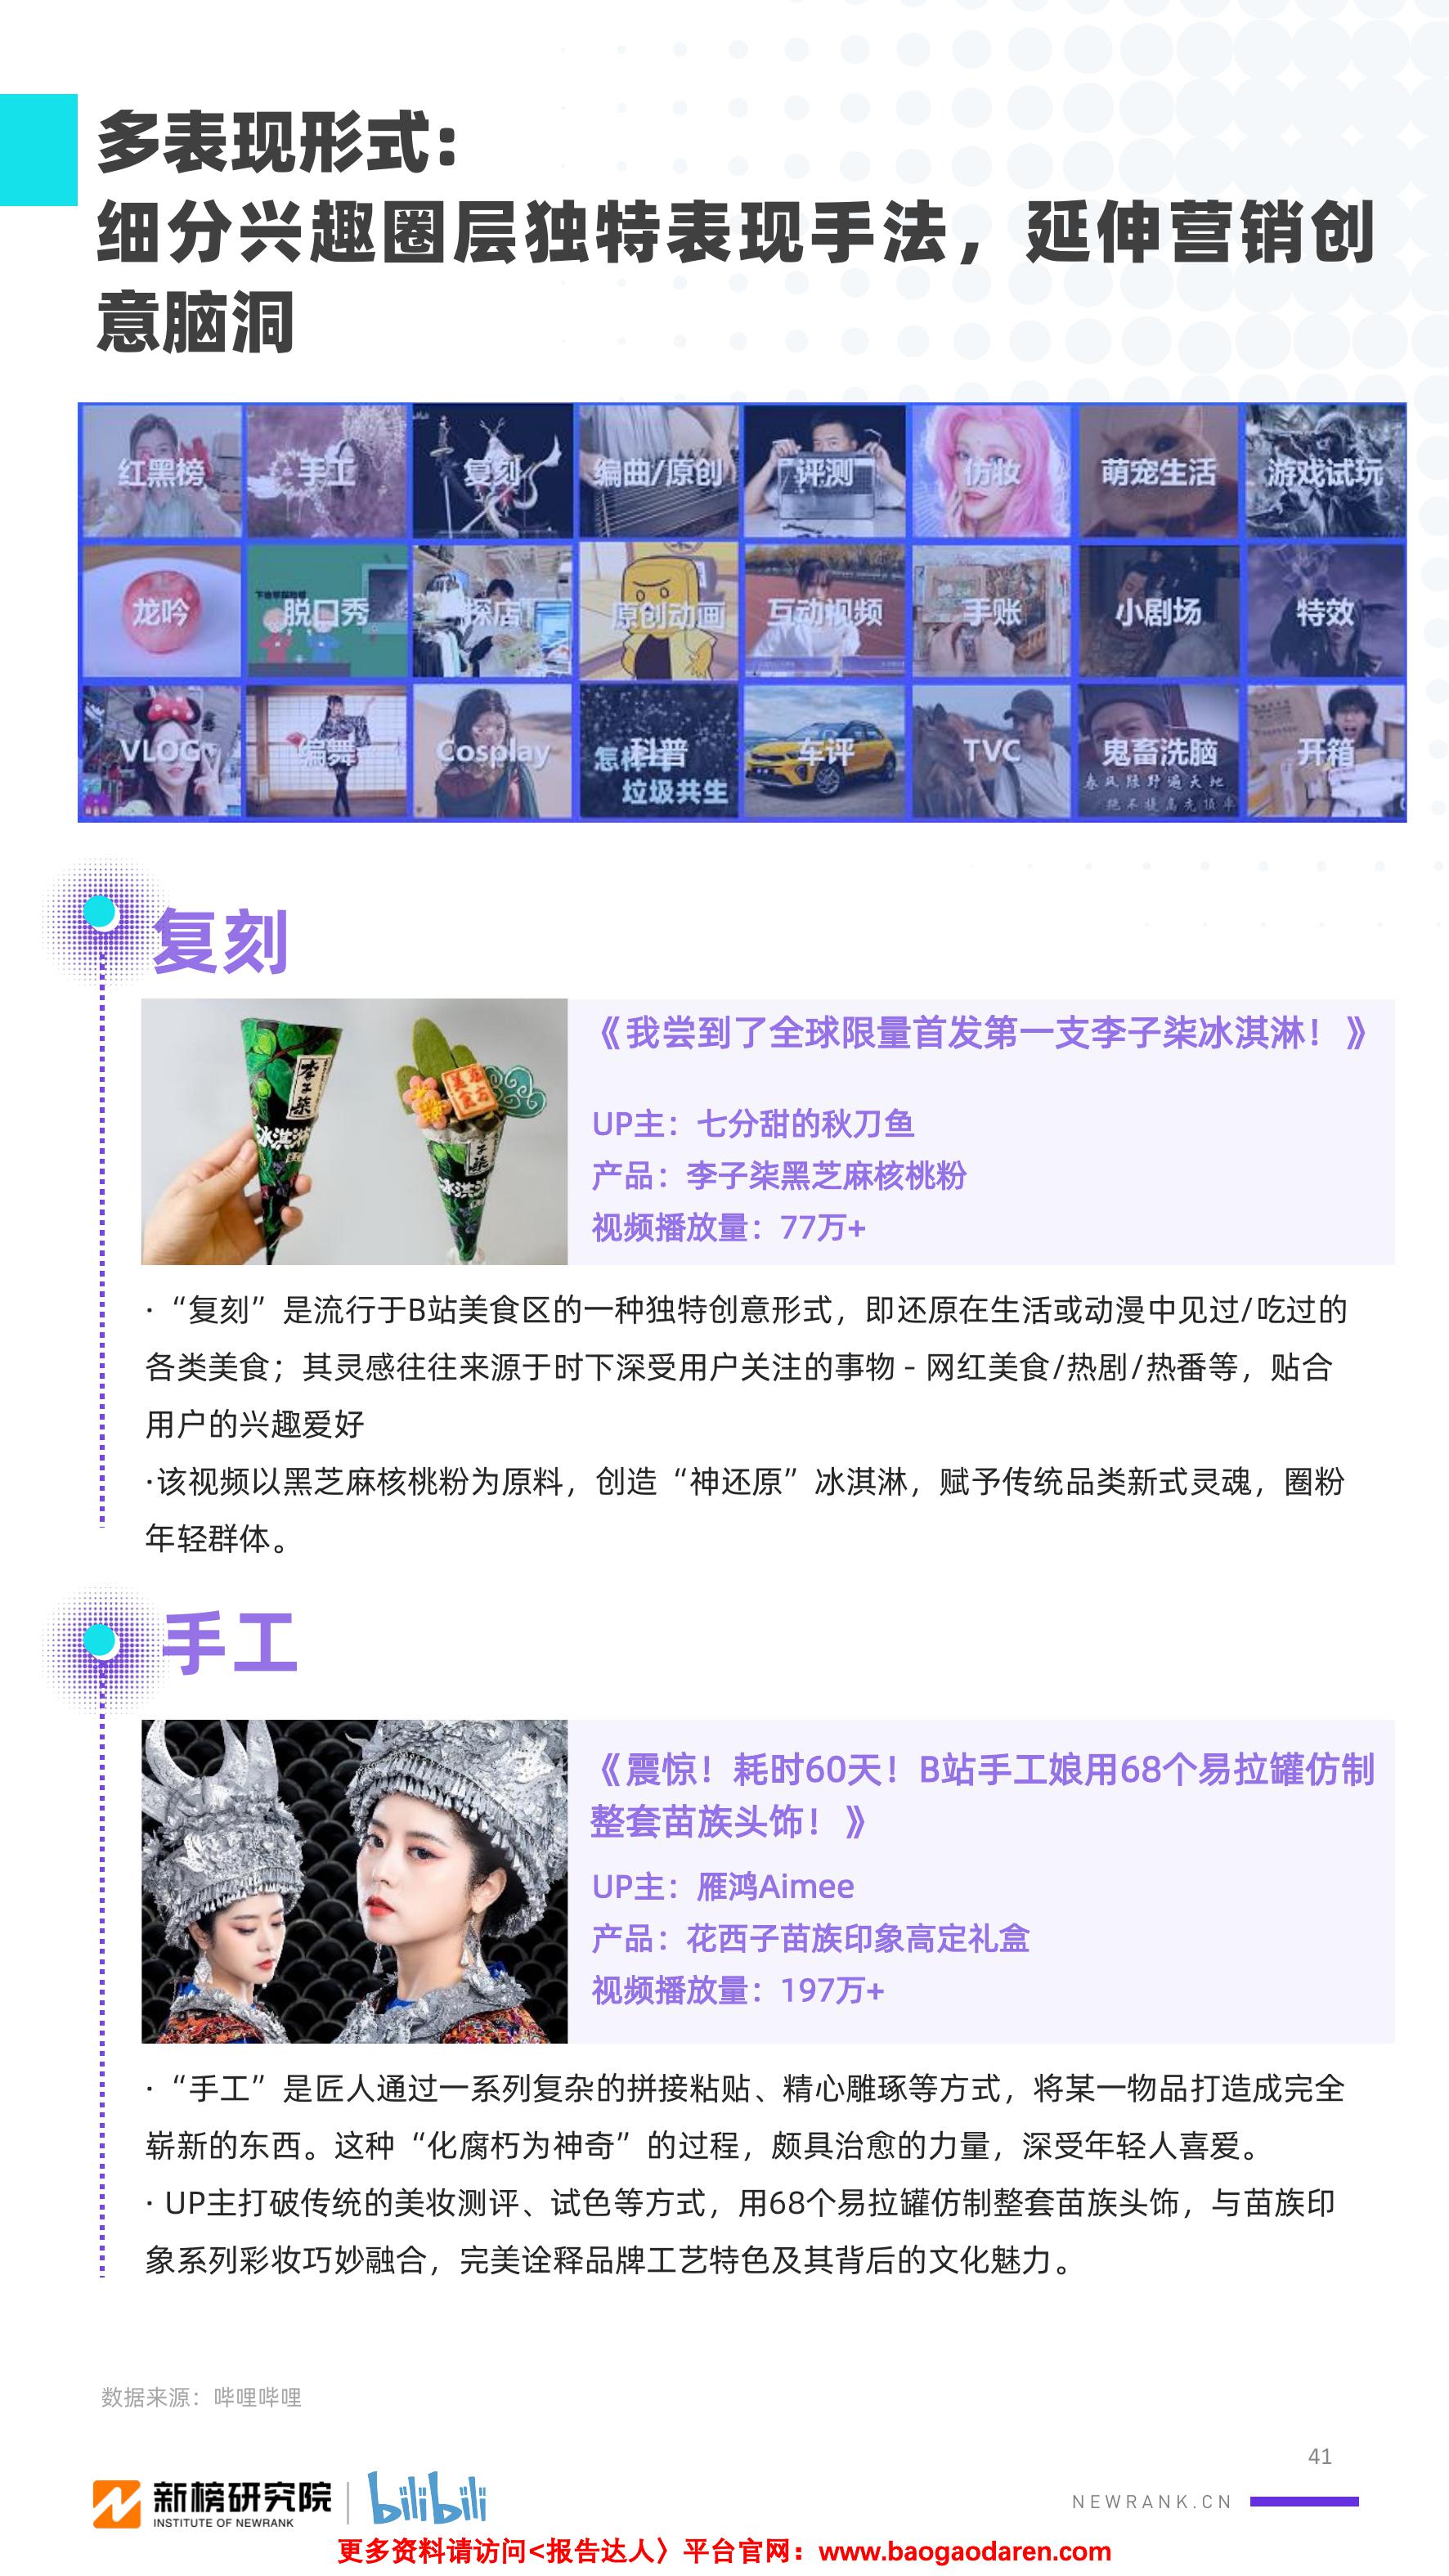 多表现形式：
细分兴趣圈层独特表现手法，延伸营销创
意脑洞
红黑榜 手工 复刻 编曲/原创 评测 仿妆 萌宠生活 游戏试玩
龙吟 脱口秀 探店 原创动画 互动视频 手账 小剧场 特效
VLOG 编舞 Cosplay 科普 车评 TVC 鬼畜洗脑 开箱
垃圾共生
春风除野遍天地
复刻
李子柒
冰淇淋
《我尝到了全球限量首发第一支李子柒冰淇淋！》
UP主：七分甜的秋刀鱼
产品：李子柒黑芝麻核桃粉
视频播放量：77万+
·“复刻”是流行于B站美食区的一种独特创意形式，即还原在生活或动漫中见过/吃过的
各类美食；其灵感往往来源于时下深受用户关注的事物 - 网红美食/热剧/热番等，贴合
用户的兴趣爱好
·该视频以黑芝麻核桃粉为原料，创造“神还原”冰淇淋，赋予传统品类新式灵魂，圈粉
年轻群体。
手工
《震惊！耗时60天！B站手工娘用68个易拉罐仿制
整套苗族头饰！》
UP主：雁鸿Aimee
产品：花西子苗族印象高定礼盒
视频播放量：197万+
·“手工”是匠人通过一系列复杂的拼接粘贴、精心雕琢等方式，将某一物品打造成完全
崭新的东西。这种“化腐朽为神奇”的过程，颇具治愈的力量，深受年轻人喜爱。
· UP主打破传统的美妆测评、试色等方式，用68个易拉罐仿制整套苗族头饰，与苗族印
象系列彩妆巧妙融合，完美诠释品牌工艺特色及其背后的文化魅力。
数据来源：哔哩哔哩
41
新榜研究院
INSTITUTE OF NEWRANK
bilibili
NEWRANK.CN
更多资料请访问<报告达人〉平台官网：www.baogaodaren.com